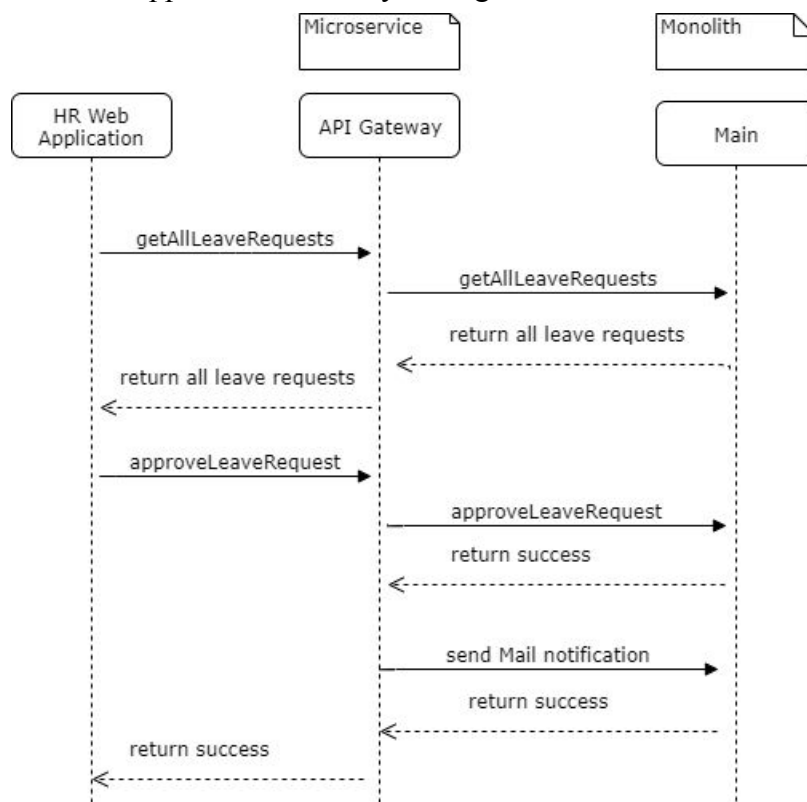 Microservice
Monolith
HR Web
Application
API Gateway
Main
getAllLeaveRequests
getAllLeaveRequests
return all leave requests
return all leave requests
approveLeaveRequest
approveLeaveRequest
return success
send Mail notification
return success
return success